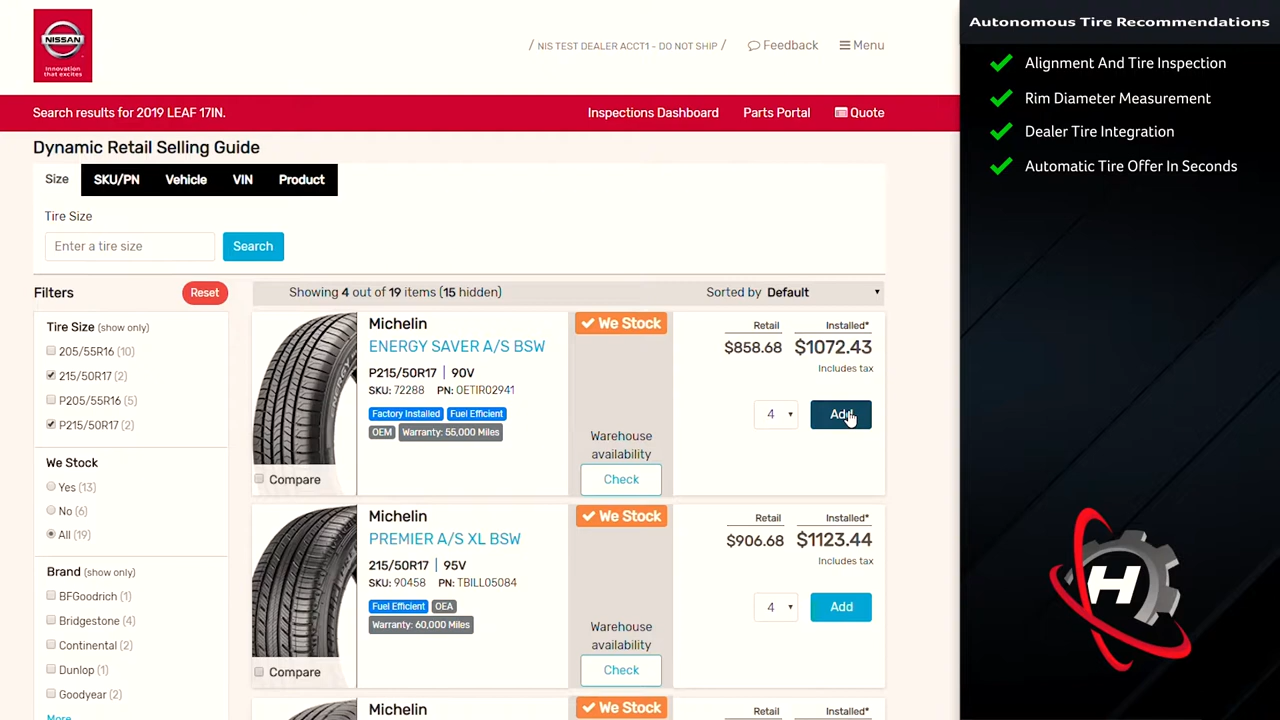 NISSAN
Innovation
that excites
/ NIS TEST DEALER ACCT1 - DO NOT SHIP /
Feedback
Menu
Search results for 2019 LEAF 17IN.
Inspections Dashboard
Parts Portal
Quote
Dynamic Retail Selling Guide
Size
SKU/PN
Vehicle
VIN
Product
Tire Size
Enter a tire size
Search
Filters
Reset
Showing 4 out of 19 items (15 hidden)
Sorted by Default
Tire Size (show only)
205/55R16 (10)
215/50R17 (2)
P205/55R16 (5)
P215/50R17 (2)
We Stock
Yes (13)
No (6)
All (19)
Brand (show only)
BFGoodrich (1)
Bridgestone (4)
Continental (2)
Dunlop (1)
Goodyear (2)
More
Compare
Michelin
ENERGY SAVER A/S BSW
P215/50R17 | 90V
SKU: 72288 PN: 0ETIR02941
Factory Installed
Fuel Efficient
OEM
Warranty: 55,000 Miles
We Stock
Warehouse
availability
Check
Retail
$858.68
Installed*
$1072.43
Includes tax
4
Add
Compare
Michelin
PREMIER A/S XL BSW
215/50R17 | 95V
SKU: 90458 PN: TBILL05084
Fuel Efficient
OEA
Warranty: 60,000 Miles
We Stock
Warehouse
availability
Check
Retail
$906.68
Installed*
$1123.44
Includes tax
4
Add
Michelin
We Stock
Retail
Installed*
Autonomous Tire Recommendations
Alignment And Tire Inspection
Rim Diameter Measurement
Dealer Tire Integration
Automatic Tire Offer In Seconds
H